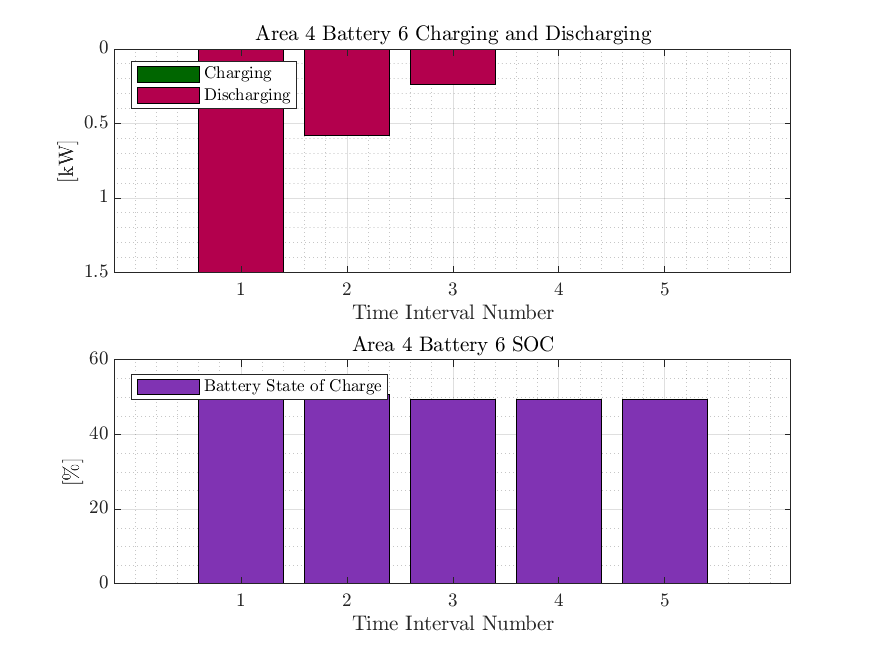 Area 4 Battery 6 Charging and Discharging
0
Charging
Discharging
0.5
[kW]
1
1.5
1 2 3 4 5
Time Interval Number
Area 4 Battery 6 SOC
60
Battery State of Charge
40
[%]
20
0
1 2 3 4 5
Time Interval Number